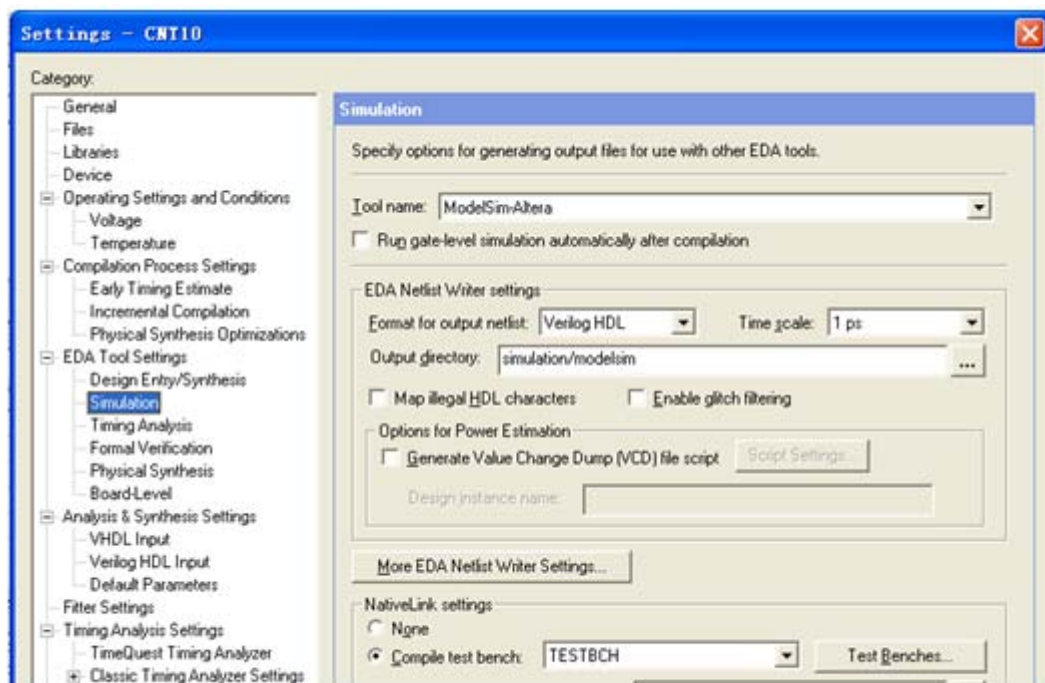 Settings - CNT10
Category:
General
Files
Libraries
Device
Operating Settings and Conditions
Voltage
Temperature
Compilation Process Settings
Early Timing Estimate
Incremental Compilation
Physical Synthesis Optimizations
EDA Tool Settings
Design Entry/Synthesis
Simulation
Timing Analysis
Formal Verification
Physical Synthesis
Board-Level
Analysis & Synthesis Settings
VHDL Input
Verilog HDL Input
Default Parameters
Fitter Settings
Timing Analysis Settings
TimeQuest Timing Analyzer
Classic Timing Analyzer Settings
Simulation
Specify options for generating output files for use with other EDA tools.
Tool name: ModelSim-Altera
Run gate-level simulation automatically after compilation
EDA Netlist Writer settings
Format for output netlist: Verilog HDL Time scale: 1 ps
Output directory: simulation/modelsim ...
Map illegal HDL characters Enable glitch filtering
Options for Power Estimation
Generate Value Change Dump (VCD) file script Script Settings...
Design instance name:
More EDA Netlist Writer Settings...
NativeLink settings
None
Compile test bench: TESTBCH Test Benches...